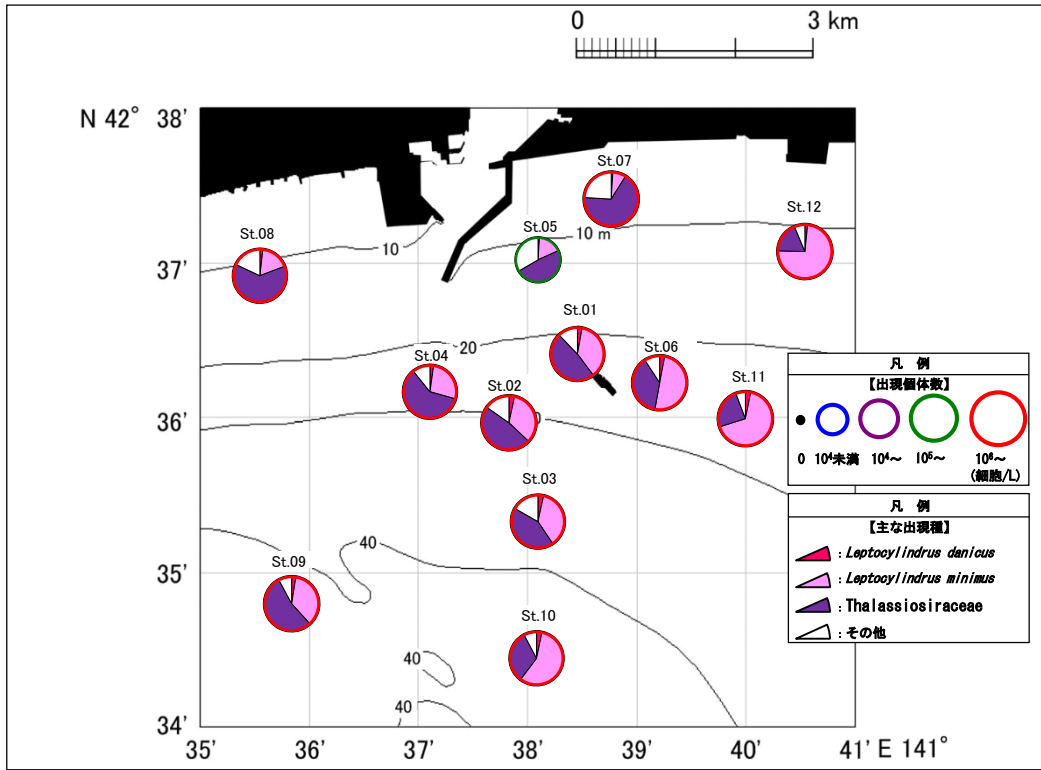 0 3 km
N 42° 38'
St.07
St.12
St.05
St.08
10
10 m
37'
St.01
20
St.04
St.06
St.02
St.11
36'
0
凡 例
【出現個体数】
0 10⁴未満 10⁴～ 10⁵～ 10⁶～
(細胞/L)
St.03
凡 例
【主な出現種】
: Leptocylindrus danicus
: Leptocylindrus minimus
: Thalassiosiraceae
: その他
40
St.09
35'
St.10
40
40
34'
35' 36' 37' 38' 39' 40' 41' E 141°